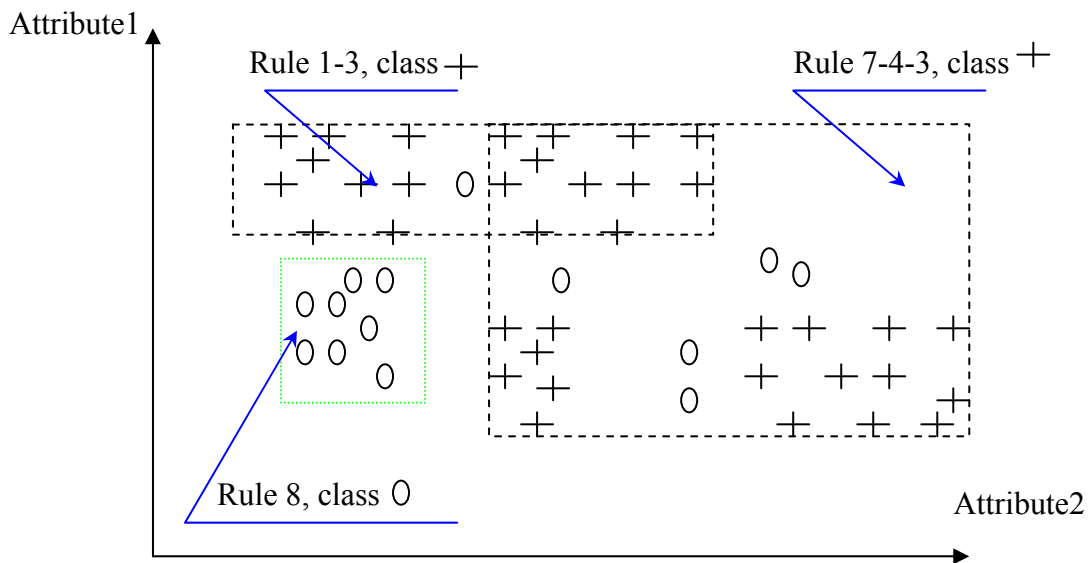 Attribute1
Rule 1-3, class +
Rule 7-4-3, class +
Rule 8, class O
Attribute2